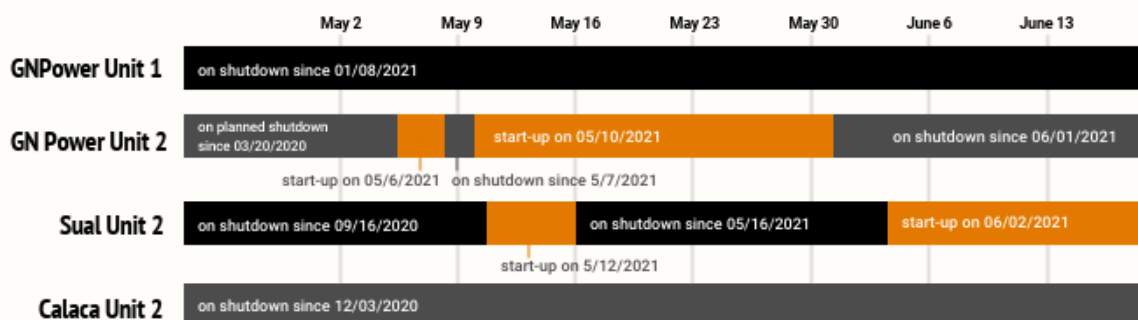 May 2 May 9 May 16 May 23 May 30 June 6 June 13
GNPower Unit 1
on shutdown since 01/08/2021
GN Power Unit 2
on planned shutdown
since 03/20/2020
start-up on 05/10/2021
on shutdown since 06/01/2021
start-up on 05/6/2021
on shutdown since 5/7/2021
Sual Unit 2
on shutdown since 09/16/2020
on shutdown since 05/16/2021
start-up on 06/02/2021
start-up on 5/12/2021
Calaca Unit 2
on shutdown since 12/03/2020